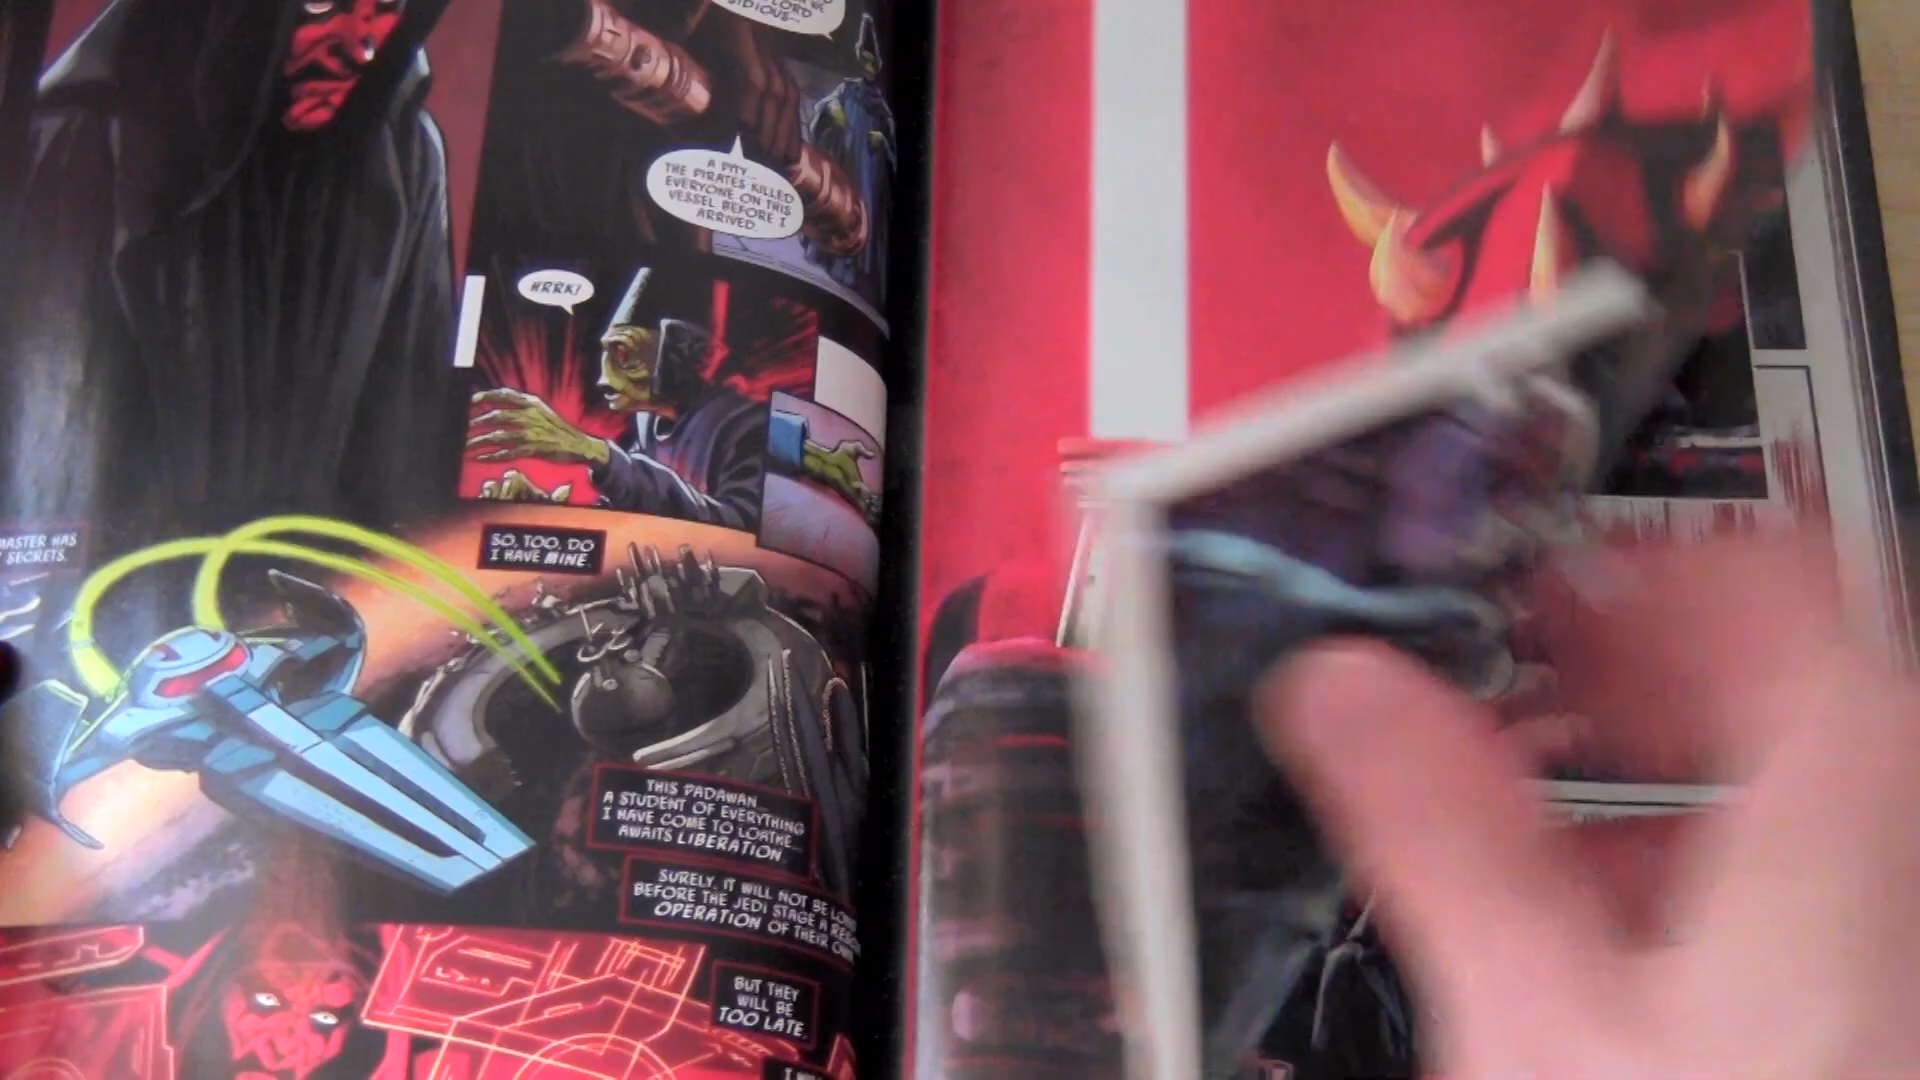 LORD
SIDIOUS...
A PITY...
THE PIRATES KILLED
EVERYONE ON THIS
VESSEL BEFORE I
ARRIVED.
HRRK!
MASTER HAS
SECRETS.
SO, TOO, DO
I HAVE MINE.
THIS PADAWAN...
A STUDENT OF EVERYTHING
I HAVE COME TO LOATHE...
AWAITS LIBERATION.
SURELY, IT WILL NOT BE LONG
BEFORE THE JEDI STAGE A
OPERATION OF THEIR
BUT THEY
WILL BE
TOO LATE.